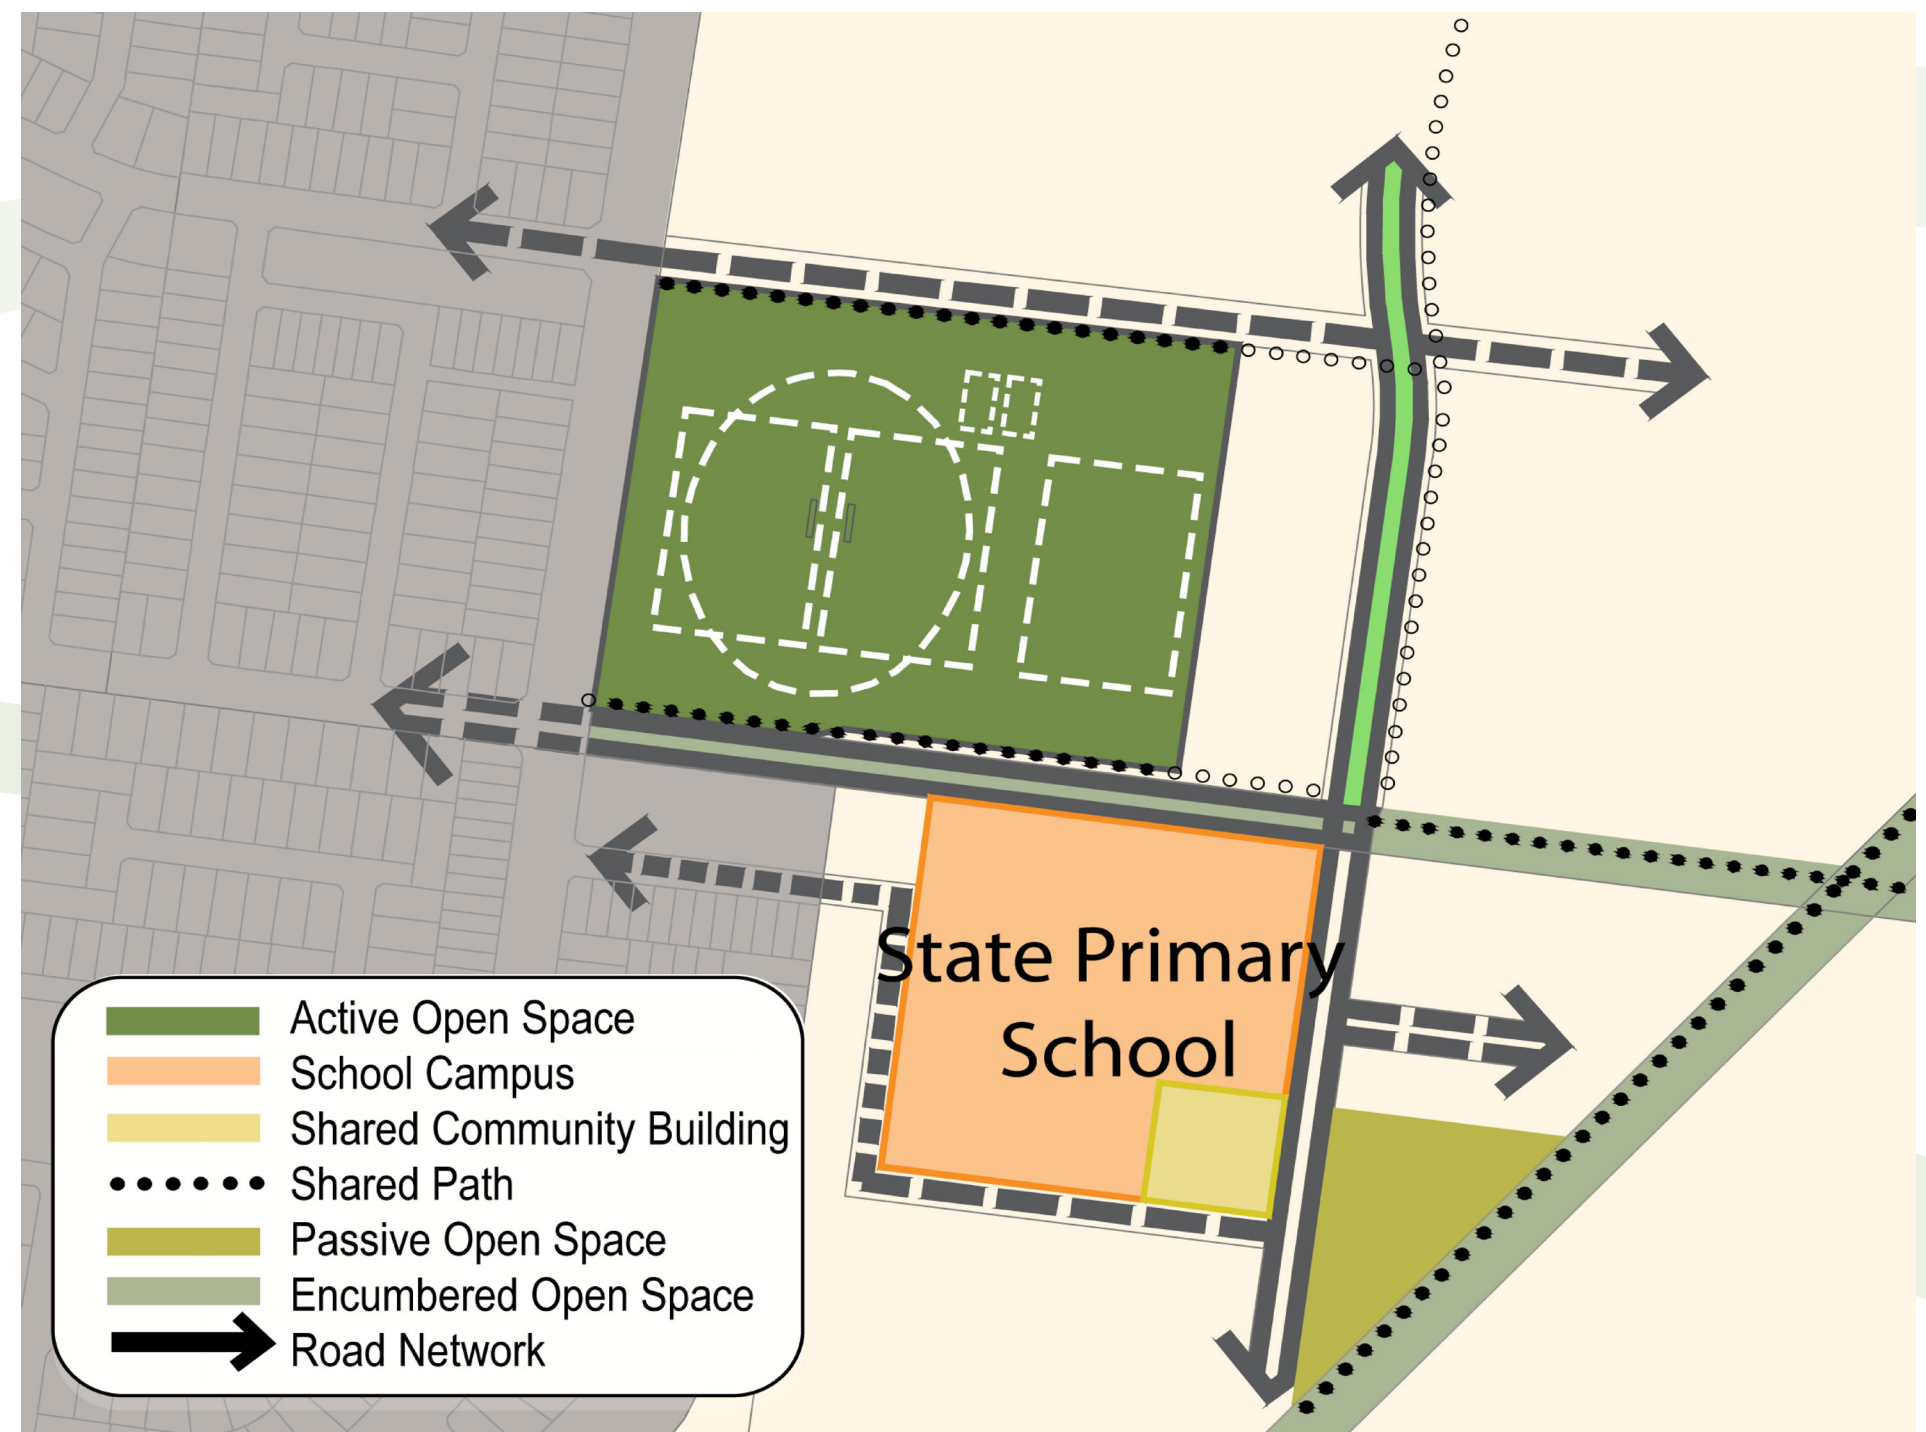 State Primary
School
Active Open Space
School Campus
Shared Community Building
Shared Path
Passive Open Space
Encumbered Open Space
Road Network